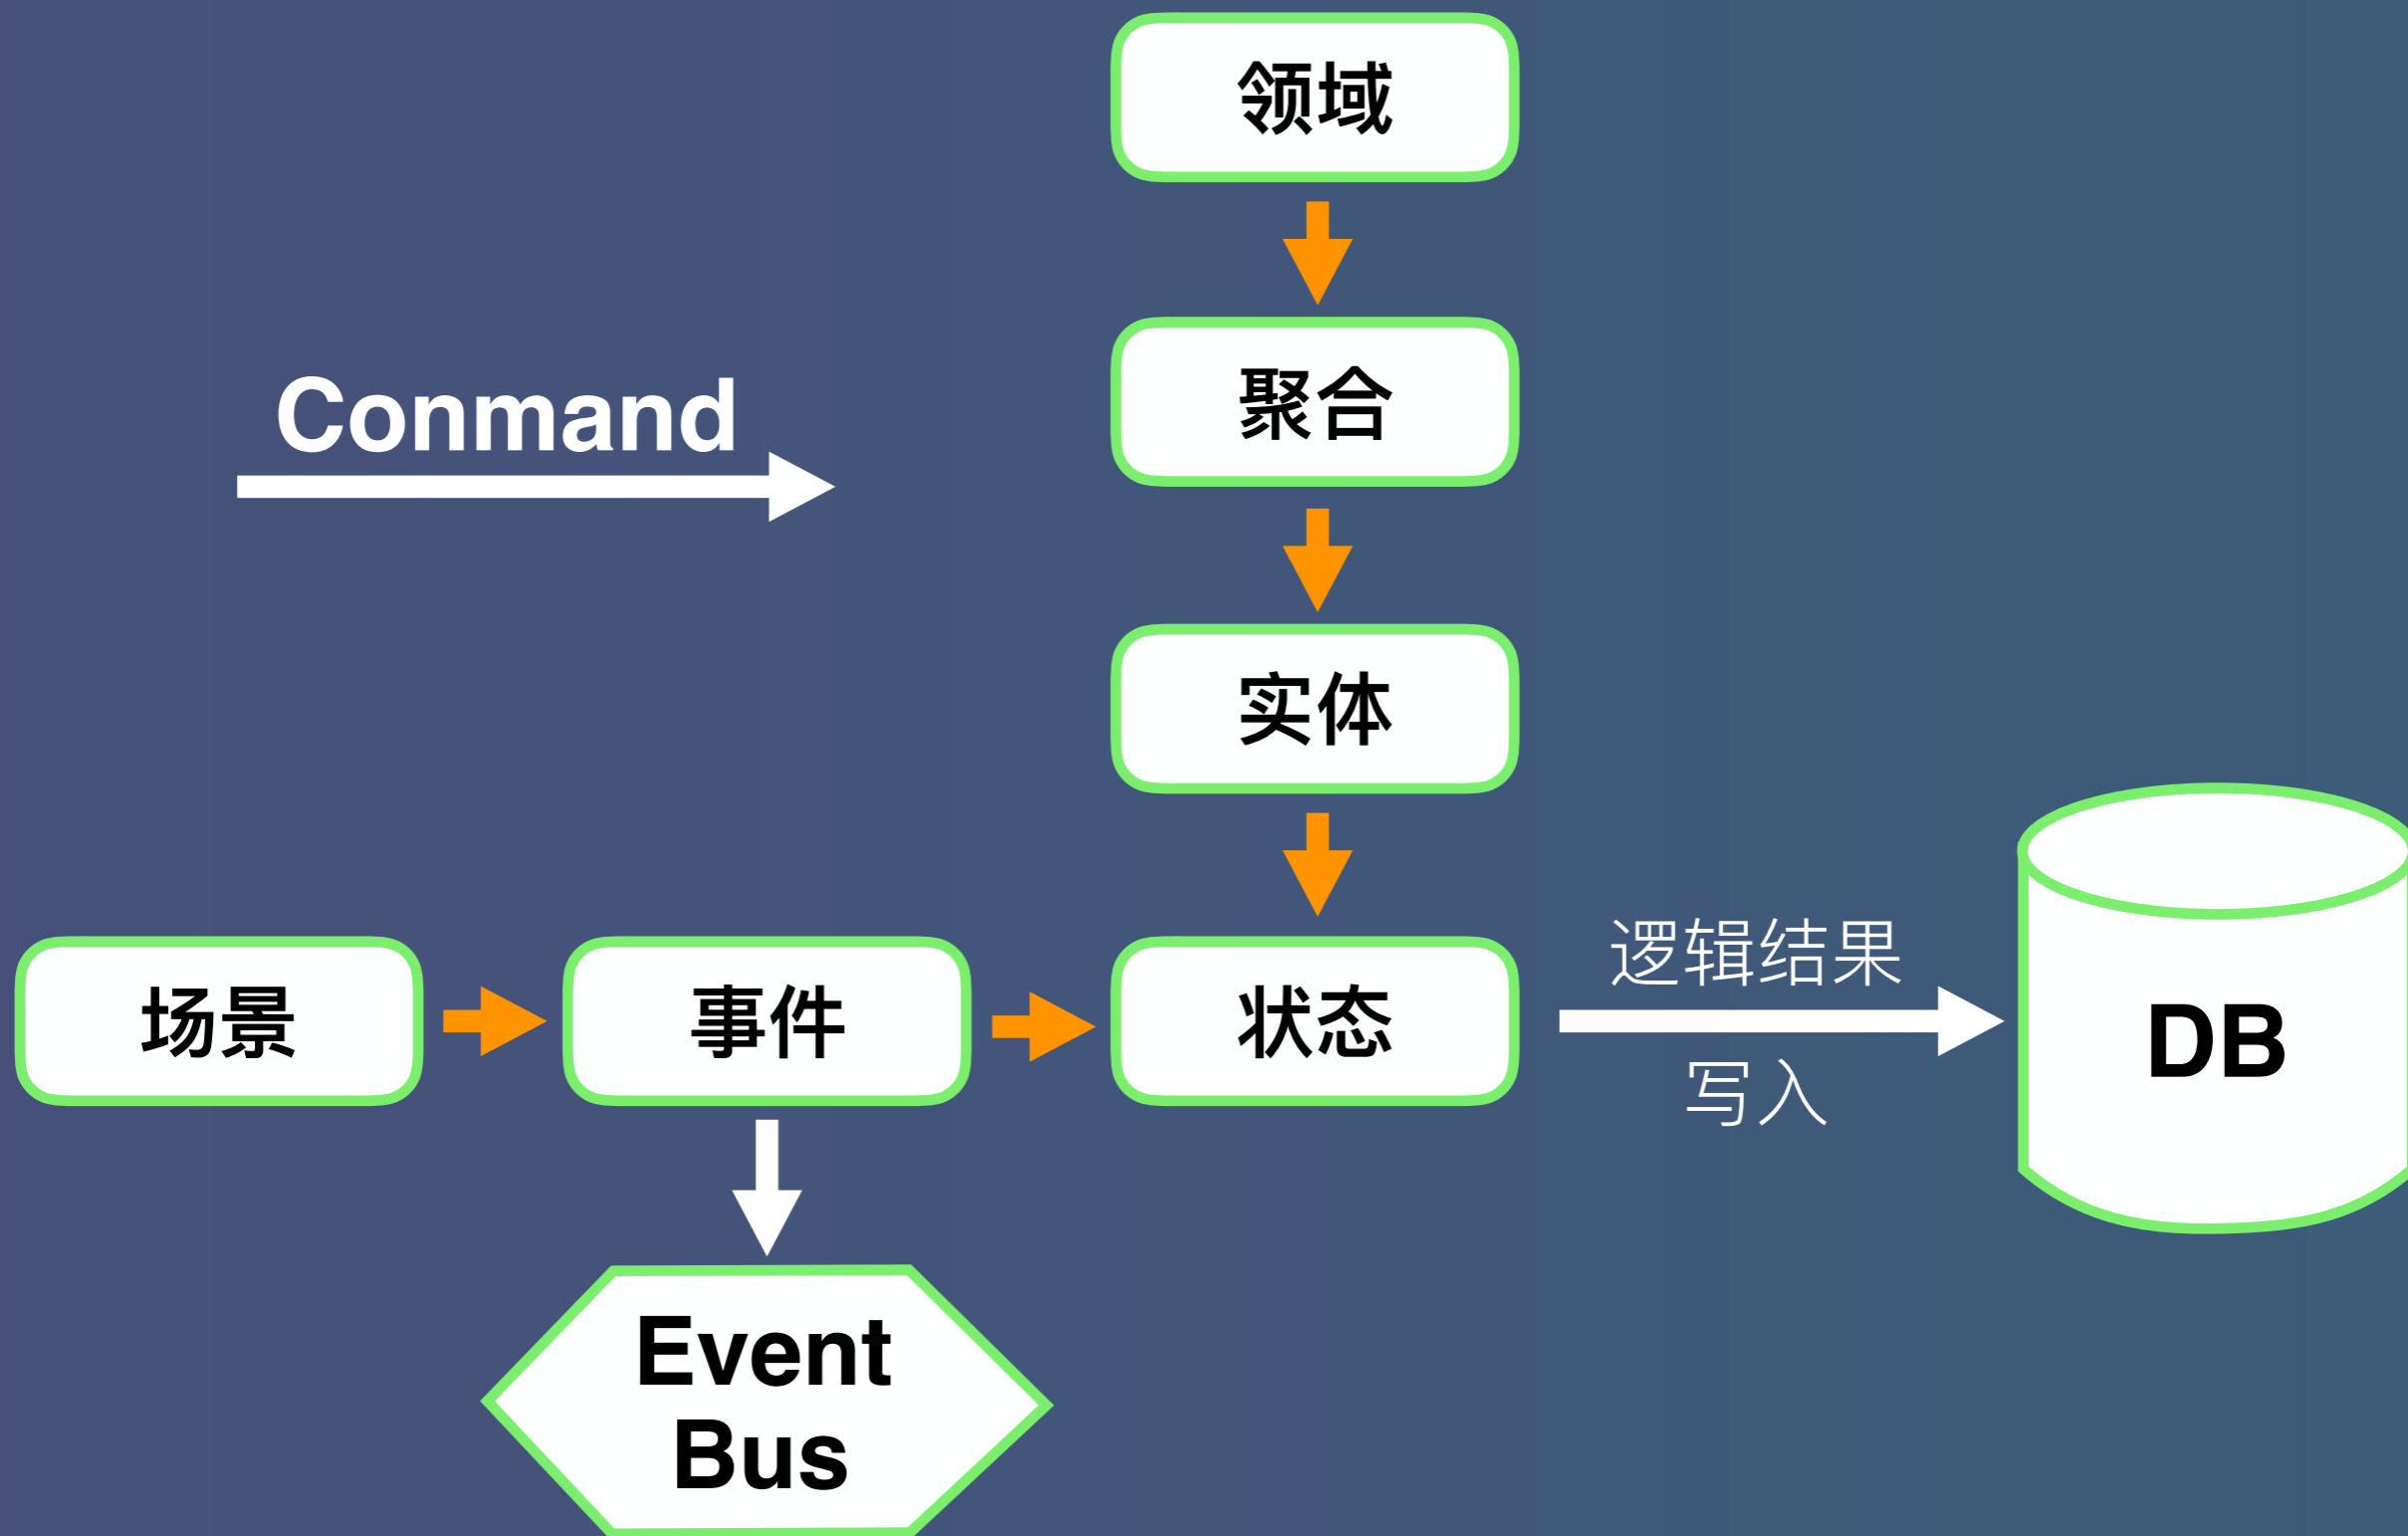 领域
Conmand
聚合
实体
场景
事件
状态
逻辑结果
写入
DB
Event
Bus